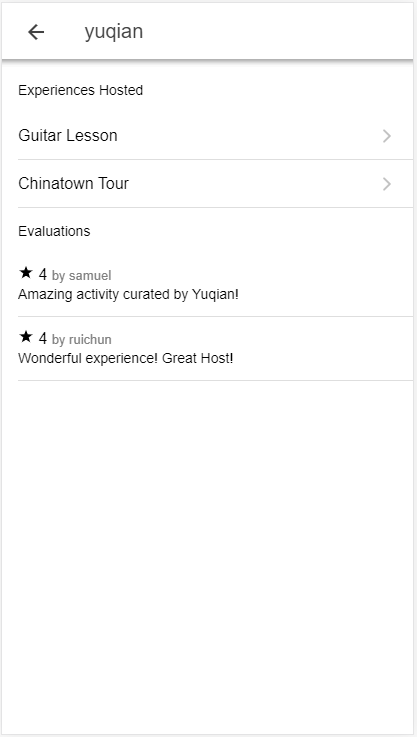 yuqian
Experiences Hosted
Guitar Lesson
Chinatown Tour
Evaluations
★ 4 by samuel
Amazing activity curated by Yuqian!
★ 4 by ruichun
Wonderful experience! Great Host!